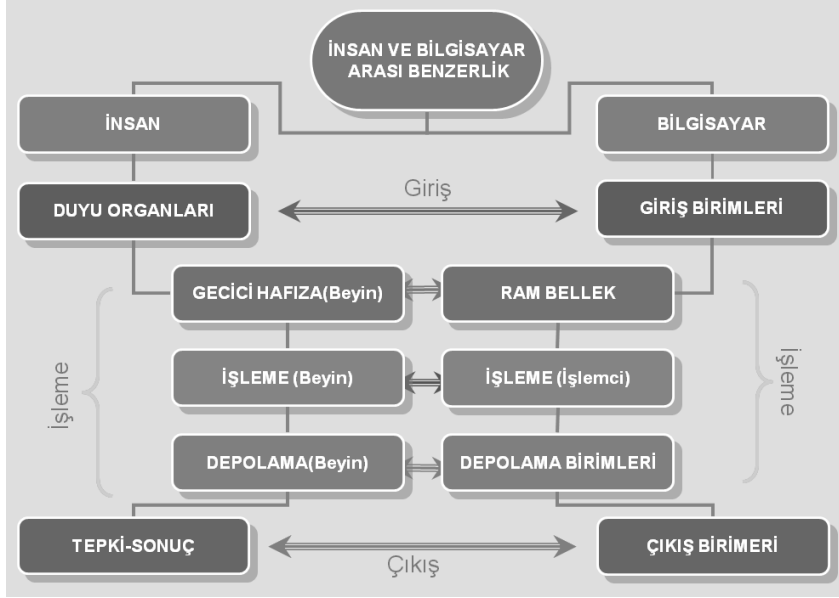 İNSAN VE BİLGİSAYAR
ARASI BENZERLİK
İNSAN
BİLGİSAYAR
DUYU ORGANLARI
Giriş
GİRİŞ BİRİMLERİ
GECİCİ HAFIZA(Beyin)
RAM BELLEK
İşleme
İŞLEME (Beyin)
İŞLEME (İşlemci)
İşleme
DEPOLAMA(Beyin)
DEPOLAMA BİRİMLERİ
TEPKİ-SONUÇ
Çıkış
ÇIKIŞ BİRİMERİ